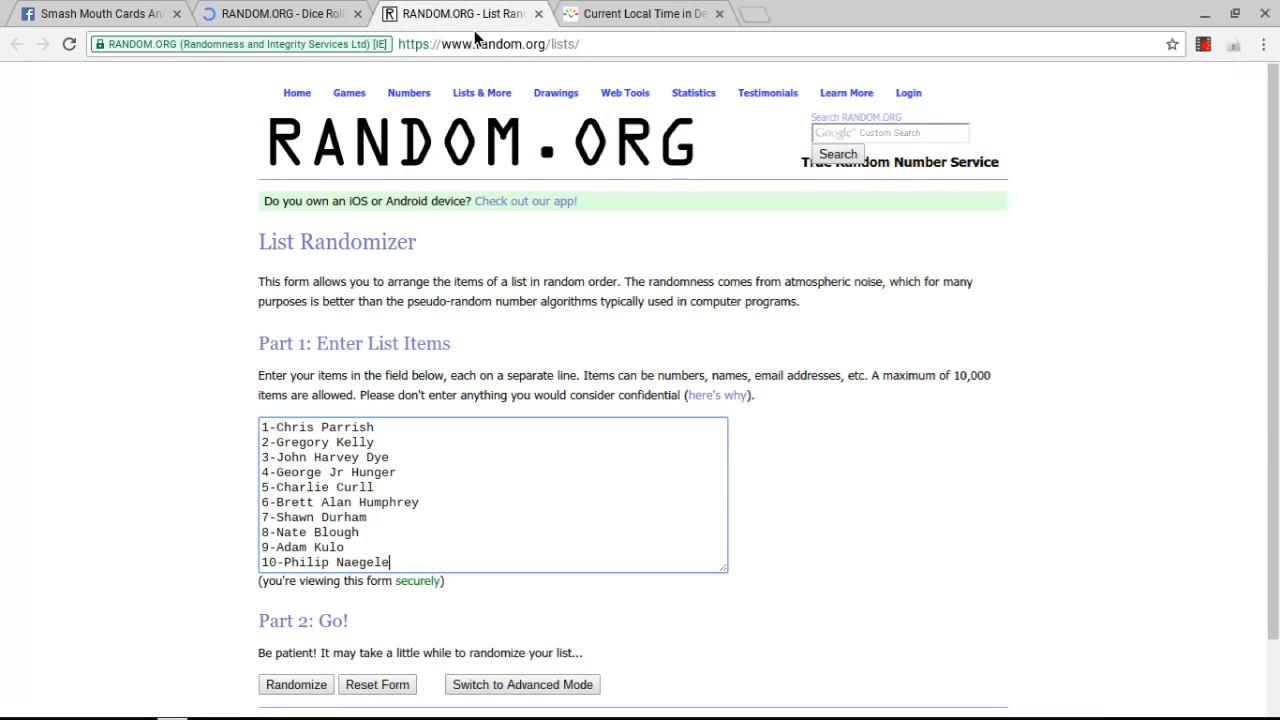 Smash Mouth Cards An
RANDOM.ORG - Dice Roll
RANDOM.ORG - List Ran
Current Local Time in De
RANDOM.ORG (Randomness and Integrity Services Ltd) [IE]
https://www.random.org/lists/
Home Games Numbers Lists & More Drawings Web Tools Statistics Testimonials Learn More Login
RANDOM.ORG
Search RANDOM.ORG
Google™ Custom Search
Search
True Random Number Service
Do you own an iOS or Android device? Check out our app!
List Randomizer
This form allows you to arrange the items of a list in random order. The randomness comes from atmospheric noise, which for many
purposes is better than the pseudo-random number algorithms typically used in computer programs.
Part 1: Enter List Items
Enter your items in the field below, each on a separate line. Items can be numbers, names, email addresses, etc. A maximum of 10,000
items are allowed. Please don't enter anything you would consider confidential (here's why).
1-Chris Parrish
2-Gregory Kelly
3-John Harvey Dye
4-George Jr Hunger
5-Charlie Curll
6-Brett Alan Humphrey
7-Shawn Durham
8-Nate Blough
9-Adam Kulo
10-Philip Naegele
(you're viewing this form securely)
Part 2: Go!
Be patient! It may take a little while to randomize your list...
Randomize Reset Form Switch to Advanced Mode